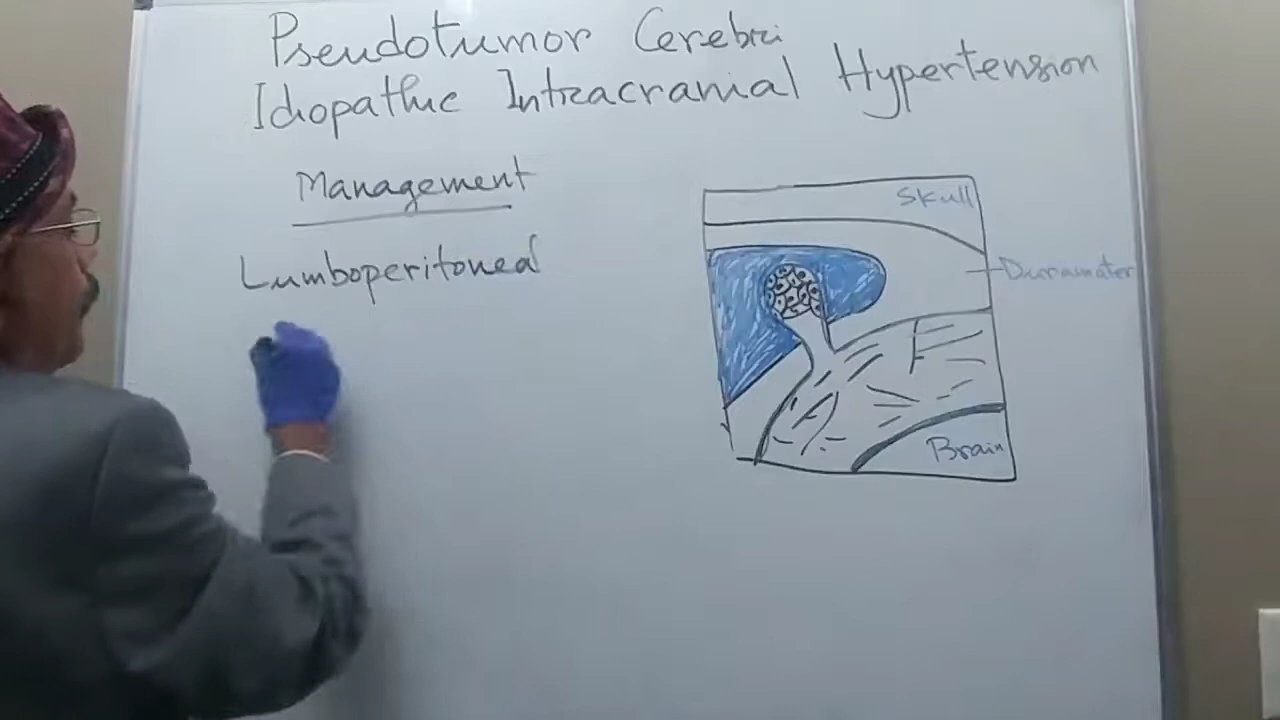 Pseudotumor Cerebri
Idiopathic Intracranial Hypertension
Management
Lumboperitoneal
Skull
Duramater
Brain